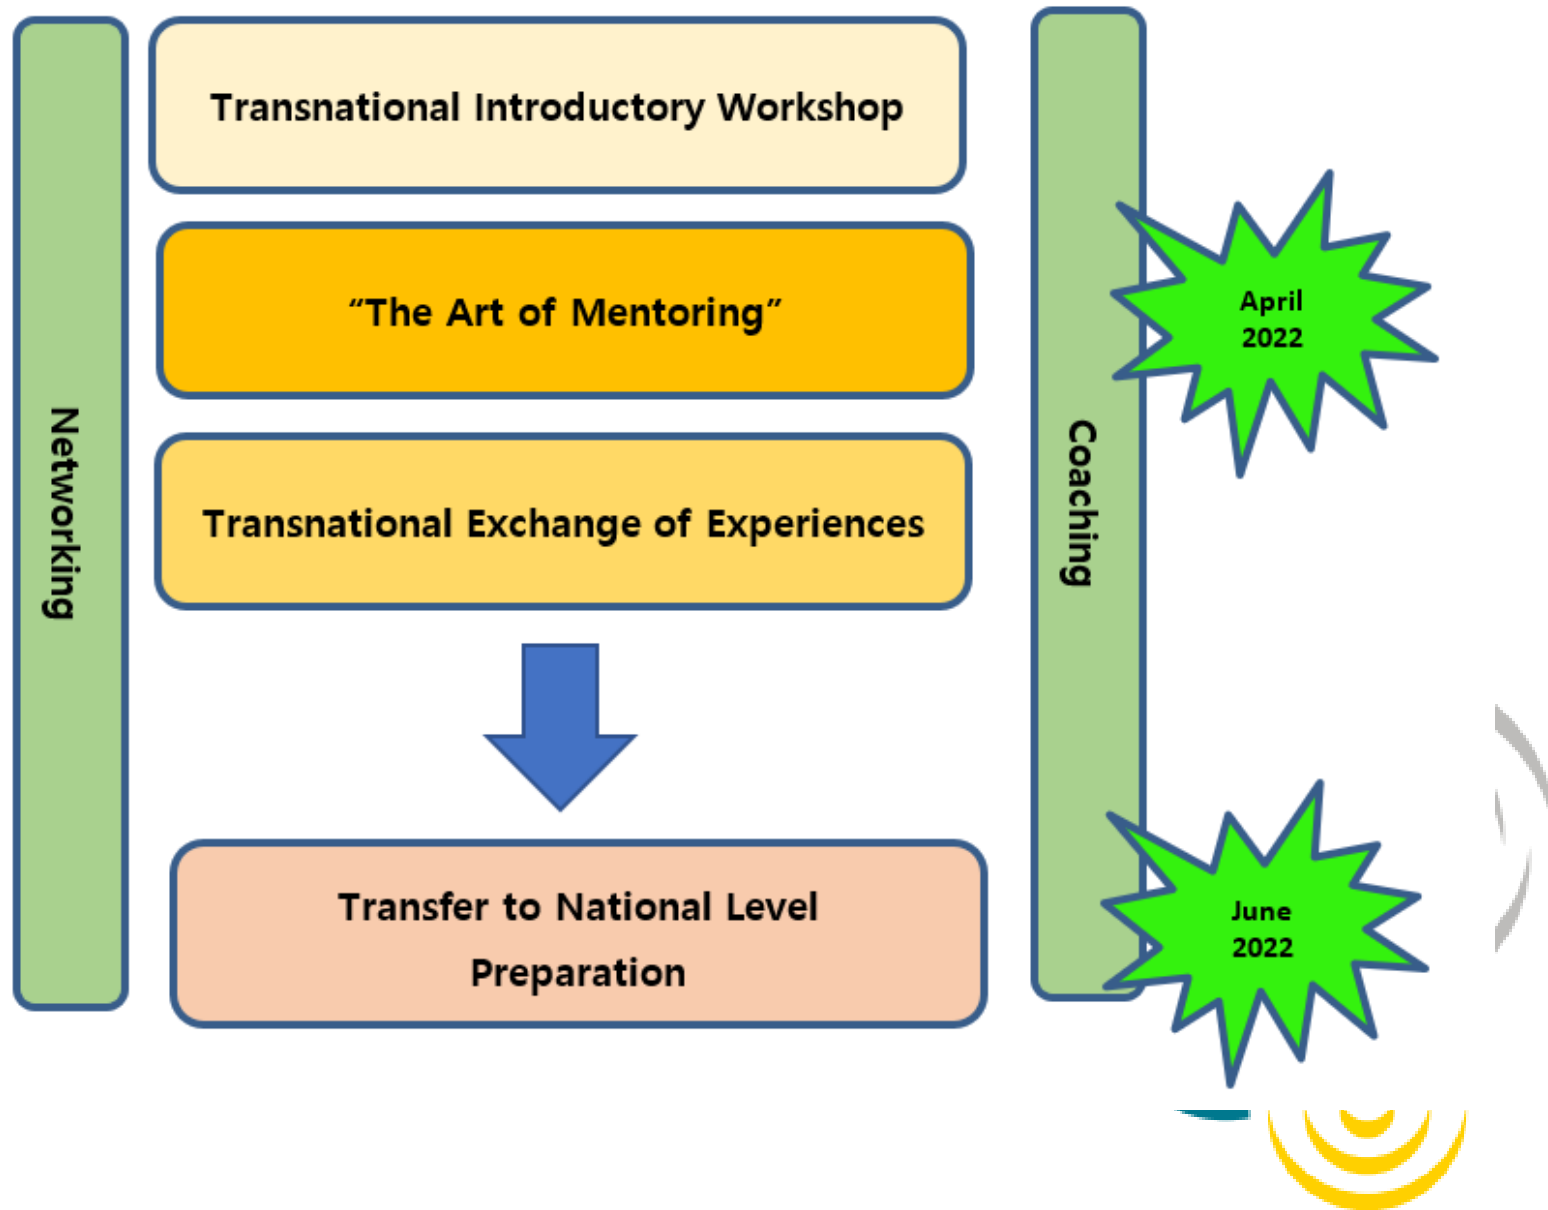 Networking
Transnational Introductory Workshop
“The Art of Mentoring”
Transnational Exchange of Experiences
Transfer to National Level
Preparation
Coaching
April
2022
June
2022